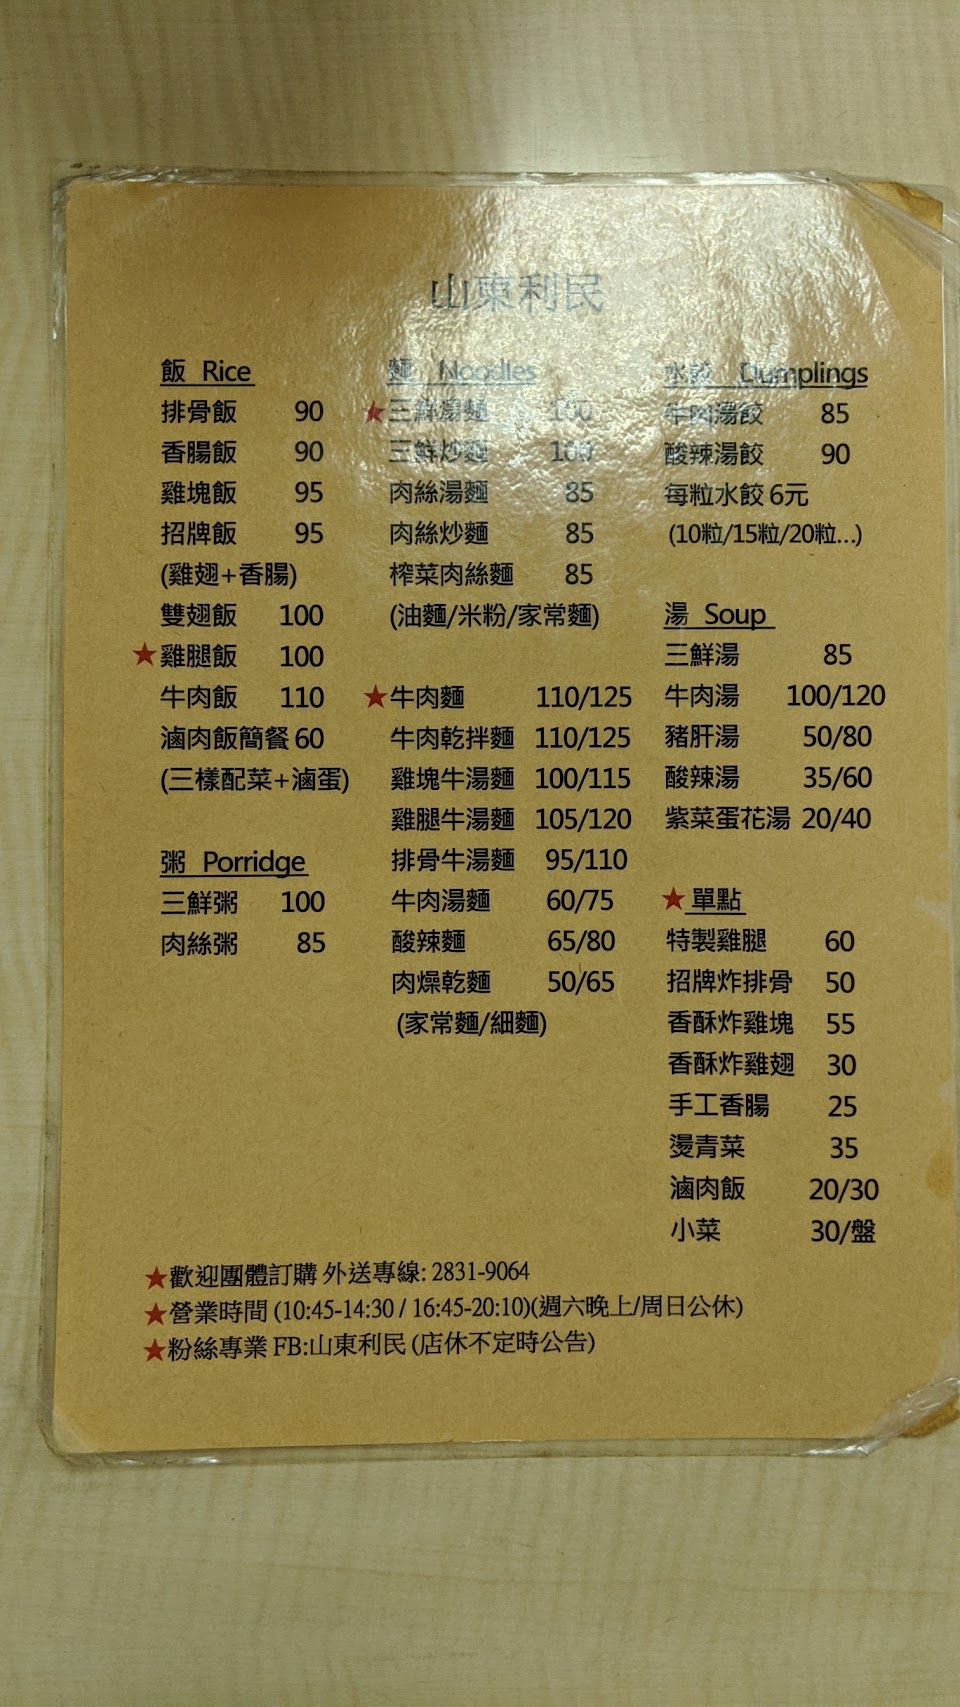 山東利民
飯 Rice
排骨飯 90
香腸飯 90
雞塊飯 95
招牌飯 95
(雞翅+香腸)
雙翅飯 100
★雞腿飯 100
牛肉飯 110
滷肉飯簡餐 60
(三樣配菜+滷蛋)
粥 Porridge
三鮮粥 100
肉絲粥 85
麵 Noodles
★三鮮湯麵 100
三鮮炒麵 100
肉絲湯麵 85
肉絲炒麵 85
榨菜肉絲麵 85
(油麵/米粉/家常麵)
★牛肉麵 110/125
牛肉乾拌麵 110/125
雞塊牛湯麵 100/115
雞腿牛湯麵 105/120
排骨牛湯麵 95/110
牛肉湯麵 60/75
酸辣麵 65/80
肉燥乾麵 50/65
(家常麵/細麵)
水餃 Dumplings
牛肉湯餃 85
酸辣湯餃 90
每粒水餃 6元
(10粒/15粒/20粒...)
湯 Soup
三鮮湯 85
牛肉湯 100/120
豬肝湯 50/80
酸辣湯 35/60
紫菜蛋花湯 20/40
★單點
特製雞腿 60
招牌炸排骨 50
香酥炸雞塊 55
香酥炸雞翅 30
手工香腸 25
燙青菜 35
滷肉飯 20/30
小菜 30/盤
★歡迎團體訂購 外送專線: 2831-9064
★營業時間 (10:45-14:30 / 16:45-20:10)(週六晚上/周日公休)
★粉絲專業 FB:山東利民 (店休不定時公告)